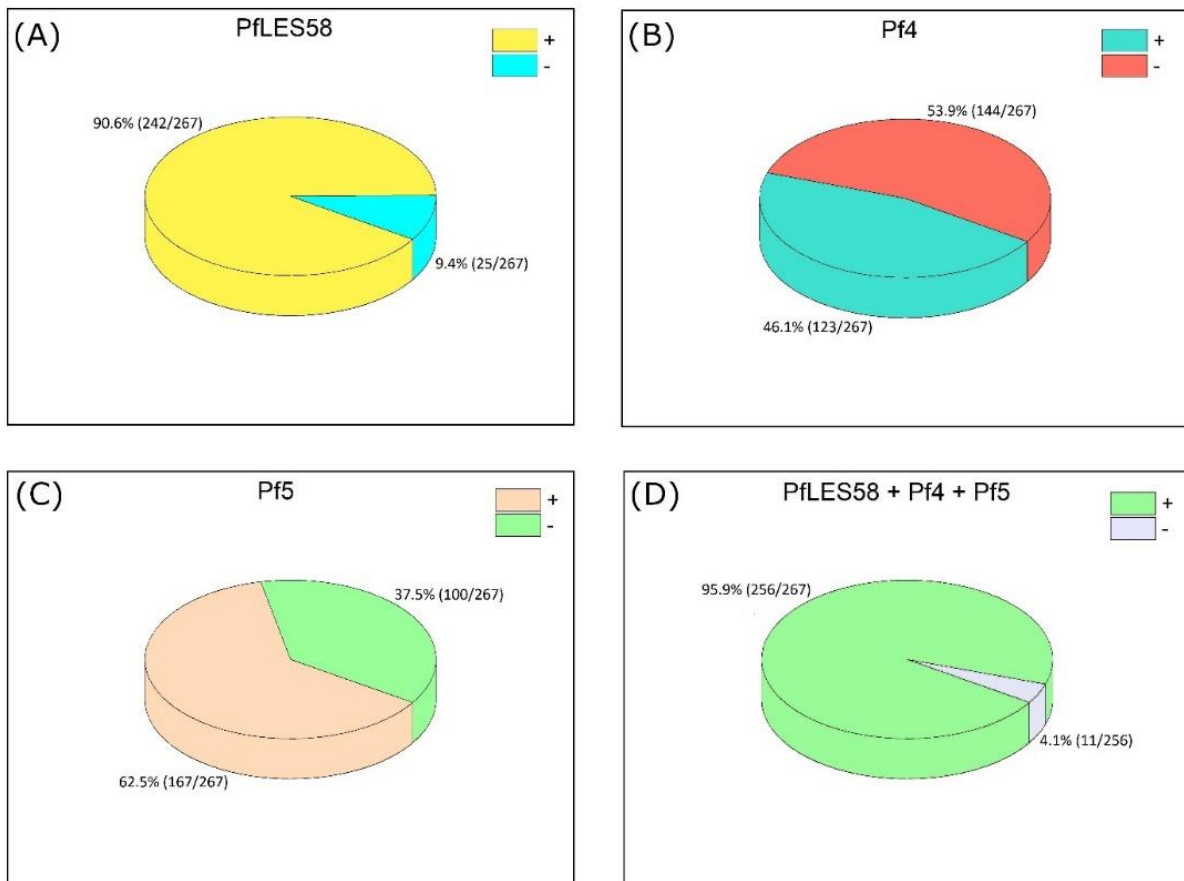 (A)
PfLES58
+
-
90.6% (242/267)
9.4% (25/267)
(B)
Pf4
+
-
53.9% (144/267)
46.1% (123/267)
(C)
Pf5
+
-
37.5% (100/267)
62.5% (167/267)
(D)
PfLES58 + Pf4 + Pf5
+
-
95.9% (256/267)
4.1% (11/256)